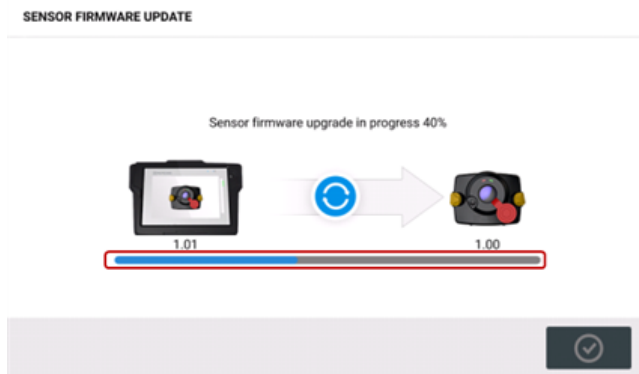 SENSOR FIRMWARE UPDATE
Sensor firmware upgrade in progress 40%
1.01
1.00